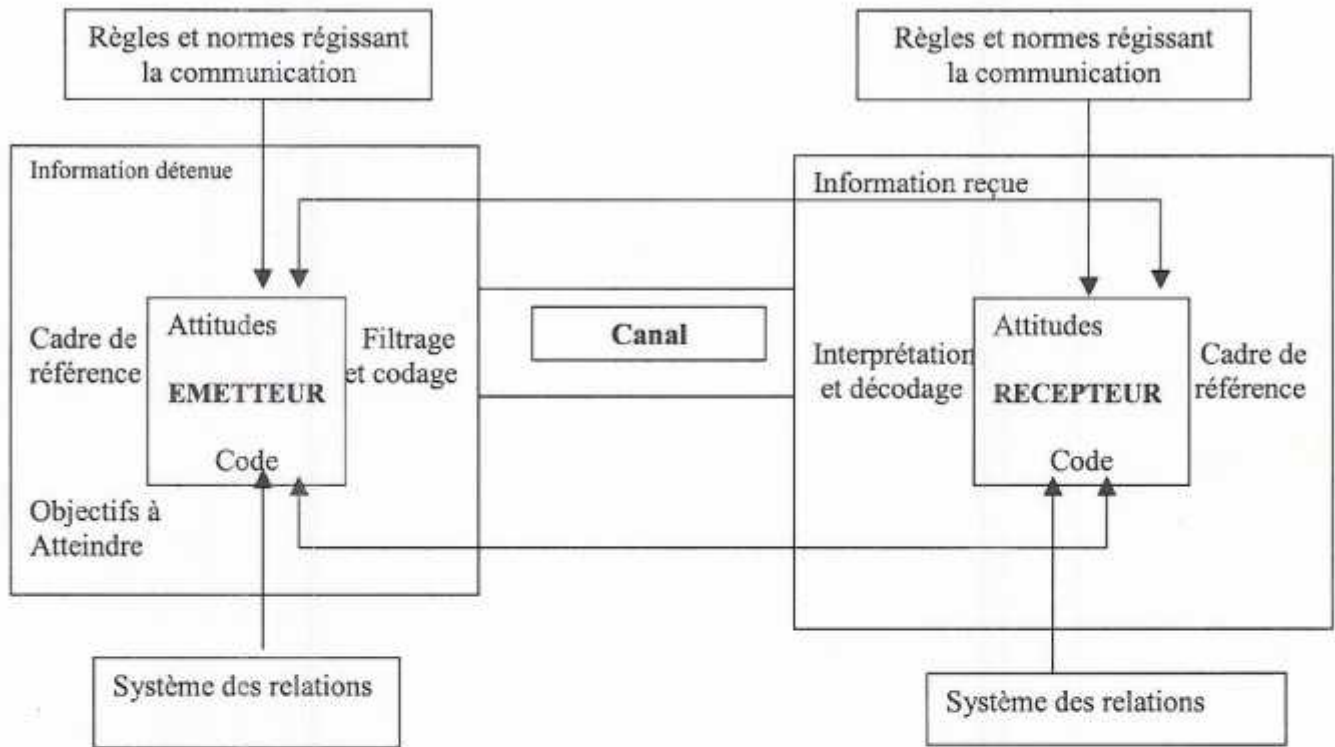 Règles et normes régissant
la communication
Règles et normes régissant
la communication
Information détenue
Information reçue
Cadre de
référence
Attitudes
EMETTEUR
Code
Filtrage
et codage
Objectifs à
Atteindre
Canal
Interprétation
et décodage
Attitudes
RECEPTEUR
Code
Cadre de
référence
Système des relations
Système des relations